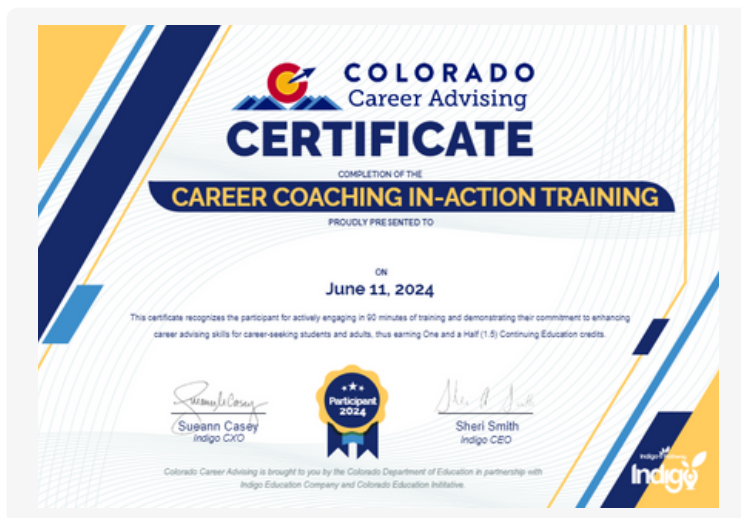 COLORADO
Career Advising
CERTIFICATE
COMPLETION OF THE
CAREER COACHING IN-ACTION TRAINING
PROUDLY PRESENTED TO
ON
June 11, 2024
This certificate recognizes the participant for actively engaging in 90 minutes of training and demonstrating their commitment to enhancing
career advising skills for career-seeking students and adults, thus earning One and a Half (1.5) Continuing Education credits.
Participant
2024
Sueann Casey
Sueann Casey
Indigo CXO
Sheri Smith
Indigo CEO
Colorado Career Advising is brought to you by the Colorado Department of Education in partnership with
Indigo Education Company and Colorado Education Inititative.
Indigo